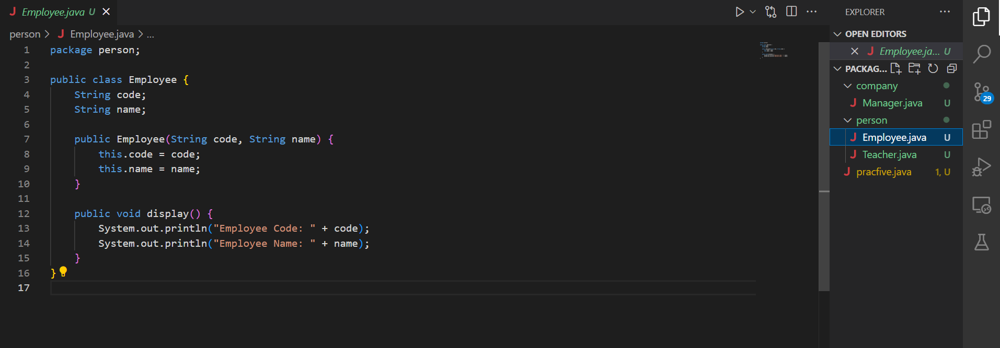 J Employee.java U
EXPLORER
person > J Employee.java > ...
OPEN EDITORS
J Employee.ja... U
PACKAG...
company
J Manager.java U
person
J Employee.java U
J Teacher.java U
J pracfive.java 1, U
29
1 package person;
2
3 public class Employee {
4 String code;
5 String name;
6
7 public Employee(String code, String name) {
8 this.code = code;
9 this.name = name;
10 }
11
12 public void display() {
13 System.out.println("Employee Code: " + code);
14 System.out.println("Employee Name: " + name);
15 }
16 }
17